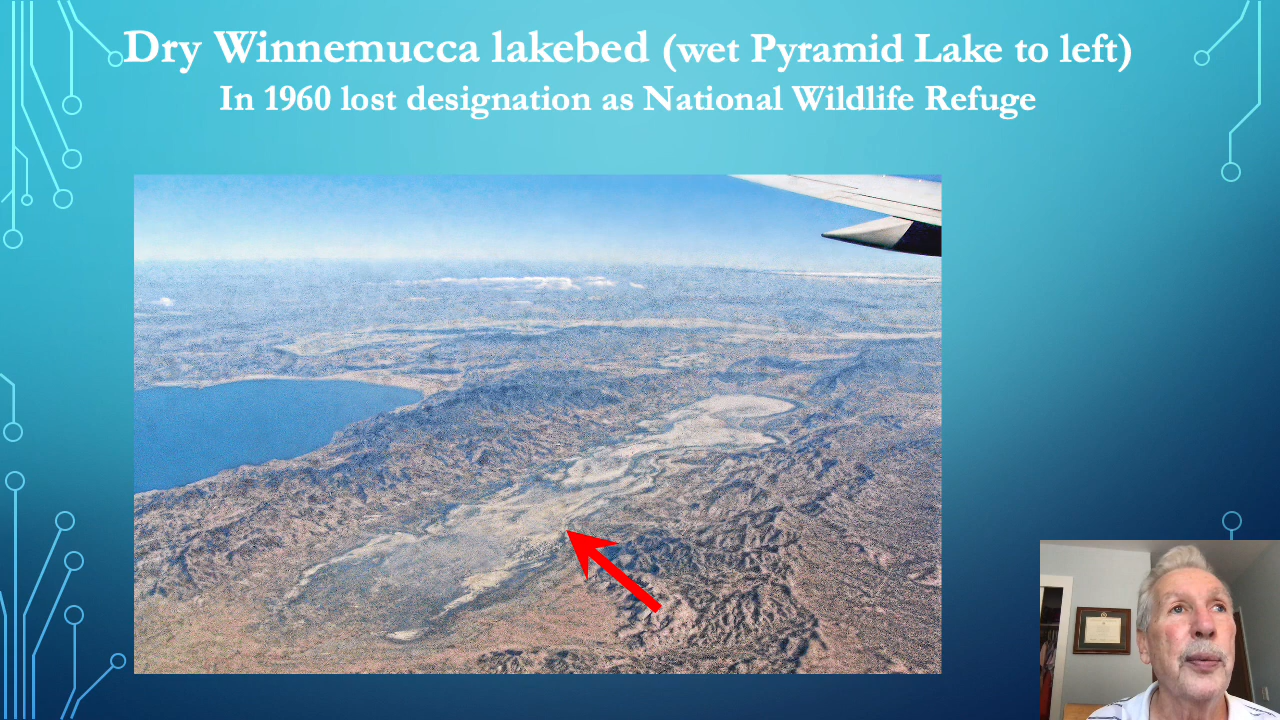 Dry Winnemucca lakebed (wet Pyramid Lake to left)
In 1960 lost designation as National Wildlife Refuge